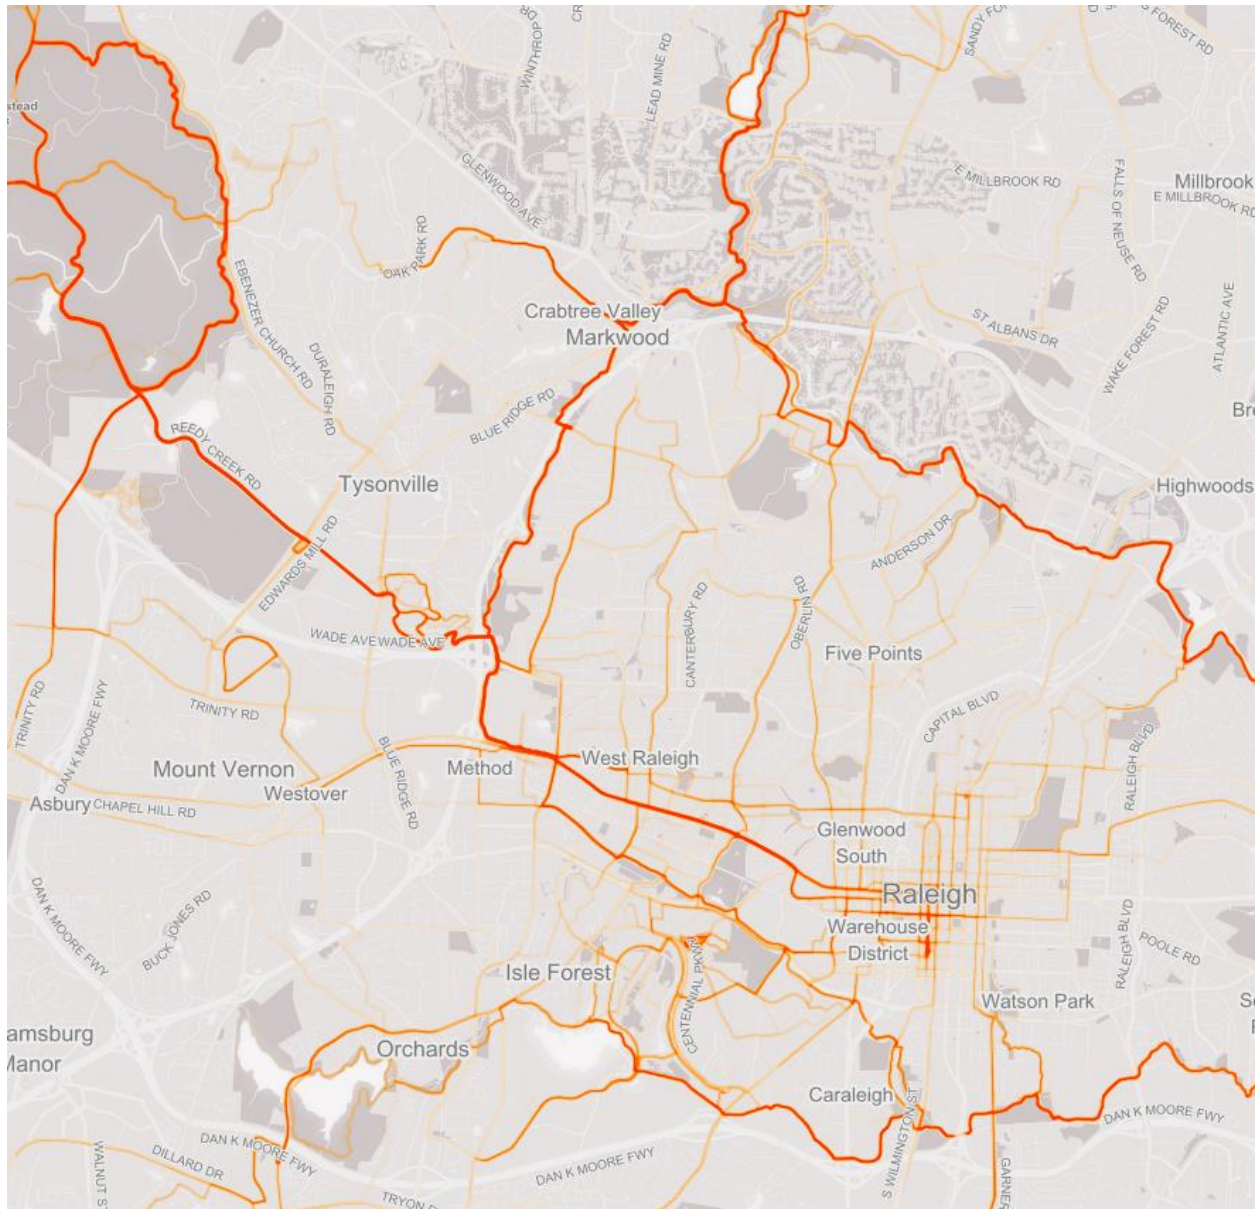 WINTHROP DR
CR
LEAD MINE RD
SANDY FO
S FOREST RD
stead
GLENWOOD AVE
E MILLBROOK RD
Millbrook
E MILLBROOK RD
FALLS OF NEUSE RD
OAK PARK RD
EBENEZER CHURCH RD
Crabtree Valley
Markwood
ST ALBANS DR
WAKE FOREST RD
ATLANTIC AVE
DURALEIGH RD
BLUE RIDGE RD
Bre
REEDY CREEK RD
Tysonville
Highwoods
EDWARDS MILL RD
ANDERSON DR
OBERLIN RD
CANTERBURY RD
WADE AVE
WADE AVE
Five Points
TRINITY RD
DAN K MOORE FWY
TRINITY RD
CAPITAL BLVD
BLUE RIDGE RD
RALEIGH BLVD
Mount Vernon
Method
West Raleigh
Westover
Asbury
CHAPEL HILL RD
Glenwood
South
Raleigh
DAN K MOORE FWY
BUCK JONES RD
Warehouse
District
RALEIGH BLVD
POOLE RD
Isle Forest
CENTENNIAL PKWY
Watson Park
amsburg
Manor
Orchards
Caraleigh
S WILMINGTON ST
DAN K MOORE FWY
DAN K MOORE FWY
DILLARD DR
WALNUT S
DAN K MOORE FWY
TRYON
GARNER